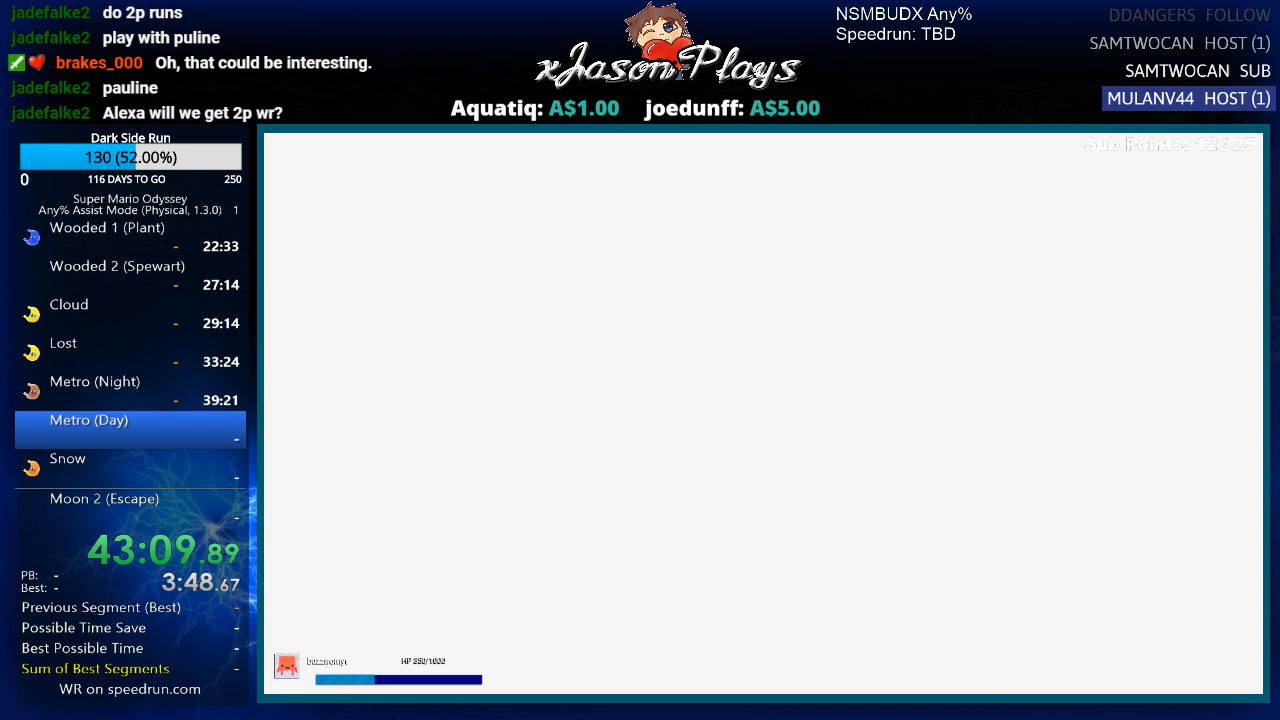 jadefalke2 do 2p runs
jadefalke2 play with puline
brakes_000 Oh, that could be interesting.
jadefalke2 pauline
jadefalke2 Alexa will we get 2p wr?
xJasonPlays
Aquatiq: A$1.00 joedunff: A$5.00
NSMBUDX Any%
Speedrun: TBD
DDANGERS FOLLOW
SAMTWOCAN HOST (1)
SAMTWOCAN SUB
MULANV44 HOST (1)
Dark Side Run
130 (52.00%)
0 116 DAYS TO GO 250
Super Mario Odyssey
Any% Assist Mode (Physical, 1.3.0) 1
Wooded 1 (Plant)
- 22:33
Wooded 2 (Spewart)
- 27:14
Cloud
- 29:14
Lost
- 33:24
Metro (Night)
- 39:21
Metro (Day)
-
Snow
-
Moon 2 (Escape)
-
43:09.89
PB: -
Best: -
3:48.67
Previous Segment (Best) -
Possible Time Save -
Best Possible Time -
Sum of Best Segments -
WR on speedrun.com
Sub Points: 12 / 25